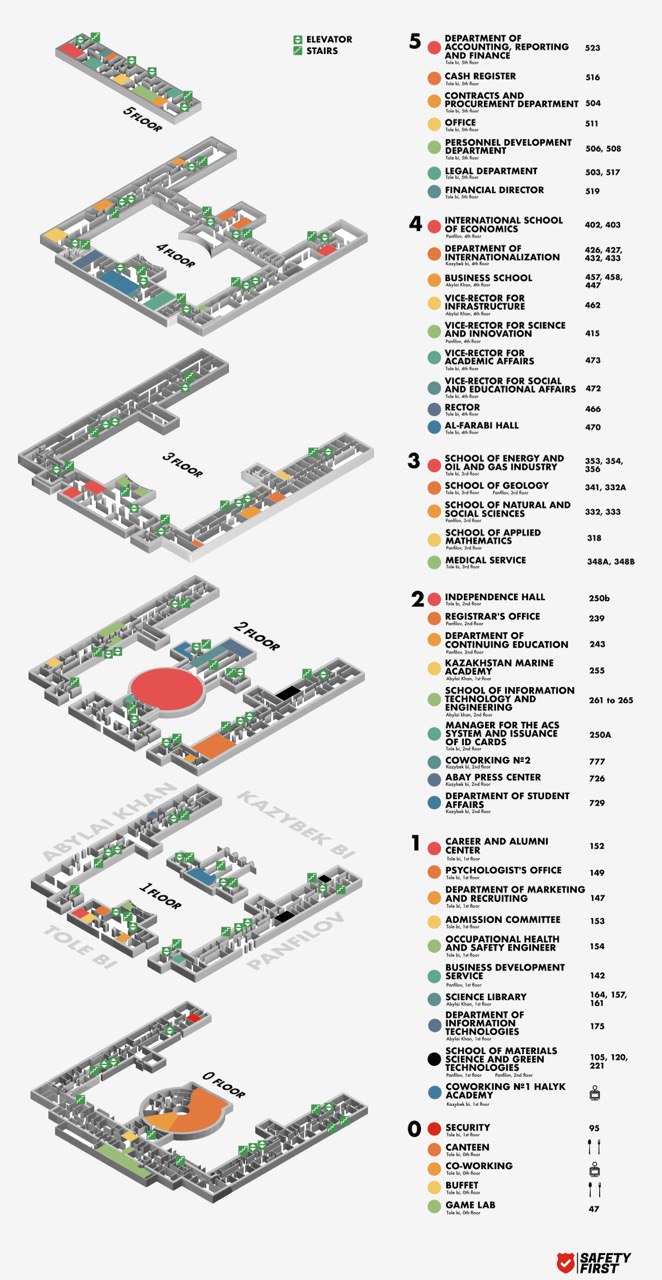 ELEVATOR
STAIRS
5 FLOOR
4 FLOOR
3 FLOOR
2 FLOOR
ABYLAI KHAN
KAZYBEK BI
1 FLOOR
TOLE BI
PANFILOV
0 FLOOR
5
DEPARTMENT OF
ACCOUNTING, REPORTING
AND FINANCE
523
Tole bi, 5th floor
CASH REGISTER
516
Tole bi, 5th floor
CONTRACTS AND
PROCUREMENT DEPARTMENT
504
Tole bi, 5th floor
OFFICE
511
Tole bi, 5th floor
PERSONNEL DEVELOPMENT
DEPARTMENT
506, 508
Tole bi, 5th floor
LEGAL DEPARTMENT
503, 517
Tole bi, 5th floor
FINANCIAL DIRECTOR
519
Tole bi, 5th floor
4
INTERNATIONAL SCHOOL
OF ECONOMICS
402, 403
Panfilov, 4th floor
DEPARTMENT OF
INTERNATIONALIZATION
426, 427,
432, 433
Kazybek bi, 4th floor
BUSINESS SCHOOL
457, 458,
447
Abylai Khan, 4th floor
VICE-RECTOR FOR
INFRASTRUCTURE
462
Abylai Khan, 4th floor
VICE-RECTOR FOR SCIENCE
AND INNOVATION
415
Panfilov, 4th floor
VICE-RECTOR FOR
ACADEMIC AFFAIRS
473
Tole bi, 4th floor
VICE-RECTOR FOR SOCIAL
AND EDUCATIONAL AFFAIRS
472
Tole bi, 4th floor
RECTOR
466
Tole bi, 4th floor
AL-FARABI HALL
470
Tole bi, 4th floor
3
SCHOOL OF ENERGY AND
OIL AND GAS INDUSTRY
353, 354,
356
Tole bi, 3rd floor
SCHOOL OF GEOLOGY
341, 332A
Tole bi, 3rd floor Panfilov, 3rd floor
SCHOOL OF NATURAL AND
SOCIAL SCIENCES
332, 333
Panfilov, 3rd floor
SCHOOL OF APPLIED
MATHEMATICS
318
Panfilov, 3rd floor
MEDICAL SERVICE
348A, 348B
Tole bi, 3rd floor
2
INDEPENDENCE HALL
250b
Tole bi, 2nd floor
REGISTRAR'S OFFICE
239
Panfilov, 2nd floor
DEPARTMENT OF
CONTINUING EDUCATION
243
Panfilov, 2nd floor
KAZAKHSTAN MARINE
ACADEMY
255
Abylai Khan, 1st floor
SCHOOL OF INFORMATION
TECHNOLOGY AND
ENGINEERING
261 to 265
Abylai khan, 2nd floor
MANAGER FOR THE ACS
SYSTEM AND ISSUANCE
OF ID CARDS
250A
Tole bi, 2nd floor
COWORKING №2
777
Kazybek bi, 2nd floor
ABAY PRESS CENTER
726
Kazybek bi, 2nd floor
DEPARTMENT OF STUDENT
AFFAIRS
729
Kazybek bi, 2nd floor
1
CAREER AND ALUMNI
CENTER
152
Tole bi, 1st floor
PSYCHOLOGIST'S OFFICE
149
Tole bi, 1st floor
DEPARTMENT OF MARKETING
AND RECRUITING
147
Tole bi, 1st floor
ADMISSION COMMITTEE
153
Tole bi, 1st floor
OCCUPATIONAL HEALTH
AND SAFETY ENGINEER
154
Tole bi, 1st floor
BUSINESS DEVELOPMENT
SERVICE
142
Panfilov, 1st floor
SCIENCE LIBRARY
164, 157,
161
Abylai Khan, 1st floor
DEPARTMENT OF
INFORMATION
TECHNOLOGIES
175
Abylai Khan, 1st floor
SCHOOL OF MATERIALS
SCIENCE AND GREEN
TECHNOLOGIES
105, 120,
221
Panfilov, 1st floor Panfilov, 2nd floor
COWORKING №1 HALYK
ACADEMY
Kazybek bi, 1st floor
0
SECURITY
95
Tole bi, 1st floor
CANTEEN
Tole bi, 0th floor
CO-WORKING
Tole bi, 0th floor
BUFFET
Tole bi, 0th floor
GAME LAB
47
Tole bi, 0th floor
SAFETY
FIRST